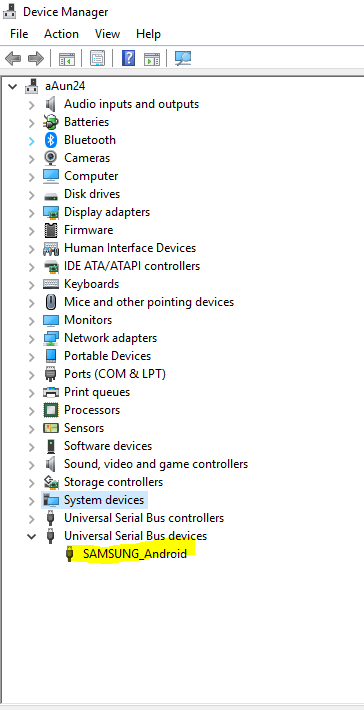 Device Manager
File Action View Help
aAun24
Audio inputs and outputs
Batteries
Bluetooth
Cameras
Computer
Disk drives
Display adapters
Firmware
Human Interface Devices
IDE ATA/ATAPI controllers
Keyboards
Mice and other pointing devices
Monitors
Network adapters
Portable Devices
Ports (COM & LPT)
Print queues
Processors
Sensors
Software devices
Sound, video and game controllers
Storage controllers
System devices
Universal Serial Bus controllers
Universal Serial Bus devices
SAMSUNG_Android